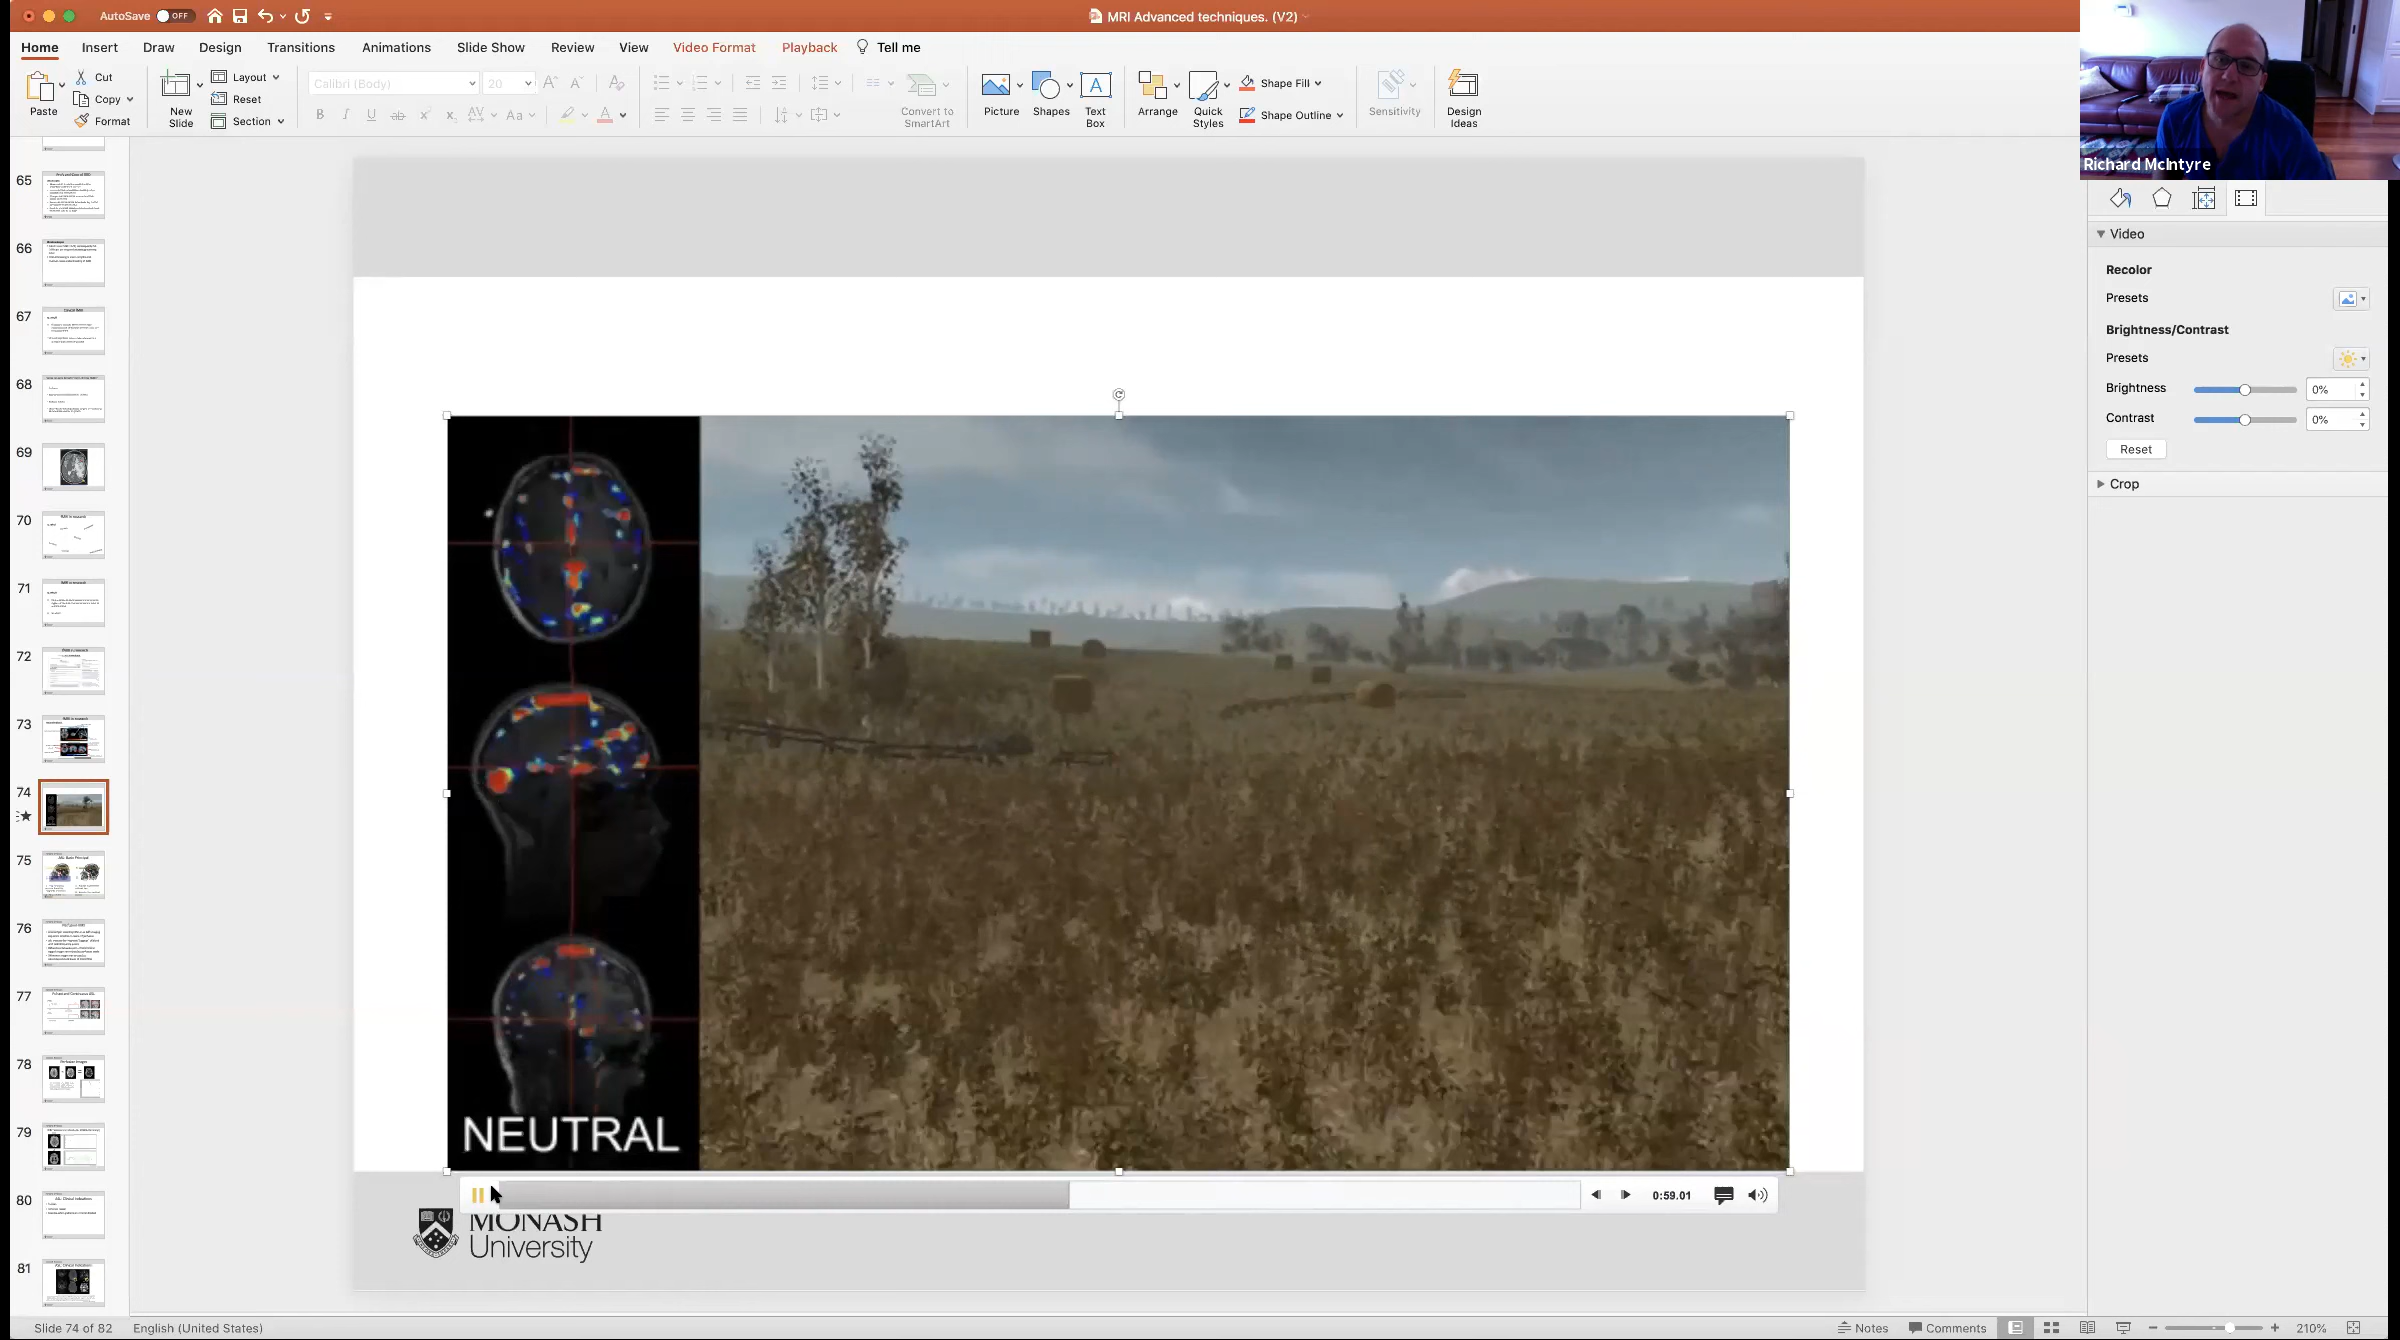 AutoSave OFF
MRI Advanced techniques. (V2)
Home Insert Draw Design Transitions Animations Slide Show Review View Video Format Playback Tell me
Paste
Cut
Copy
Format
New Slide
Layout
Reset
Section
Calibri (Body) 20
Convert to SmartArt
Picture
Shapes
Text Box
Arrange
Quick Styles
Shape Fill
Shape Outline
Sensitivity
Design Ideas
Richard McIntyre
Video
Recolor
Presets
Brightness/Contrast
Presets
Brightness 0%
Contrast 0%
Reset
Crop
65
66
67
68
69
70
71
72
73
74
75
76
77
78
79
80
81
NEUTRAL
0:59.01
MONASH
University
Slide 74 of 82 English (United States)
Notes Comments 210%